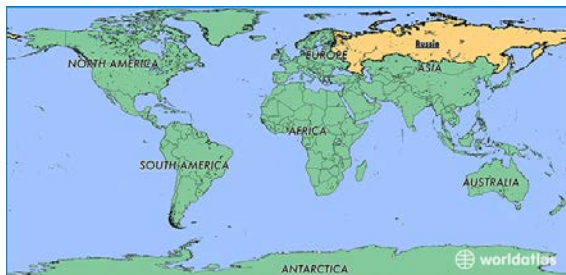 Russia
NORTH AMERICA
EUROPE
ASIA
AFRICA
SOUTH AMERICA
AUSTRALIA
worldatlas
ANTARCTICA